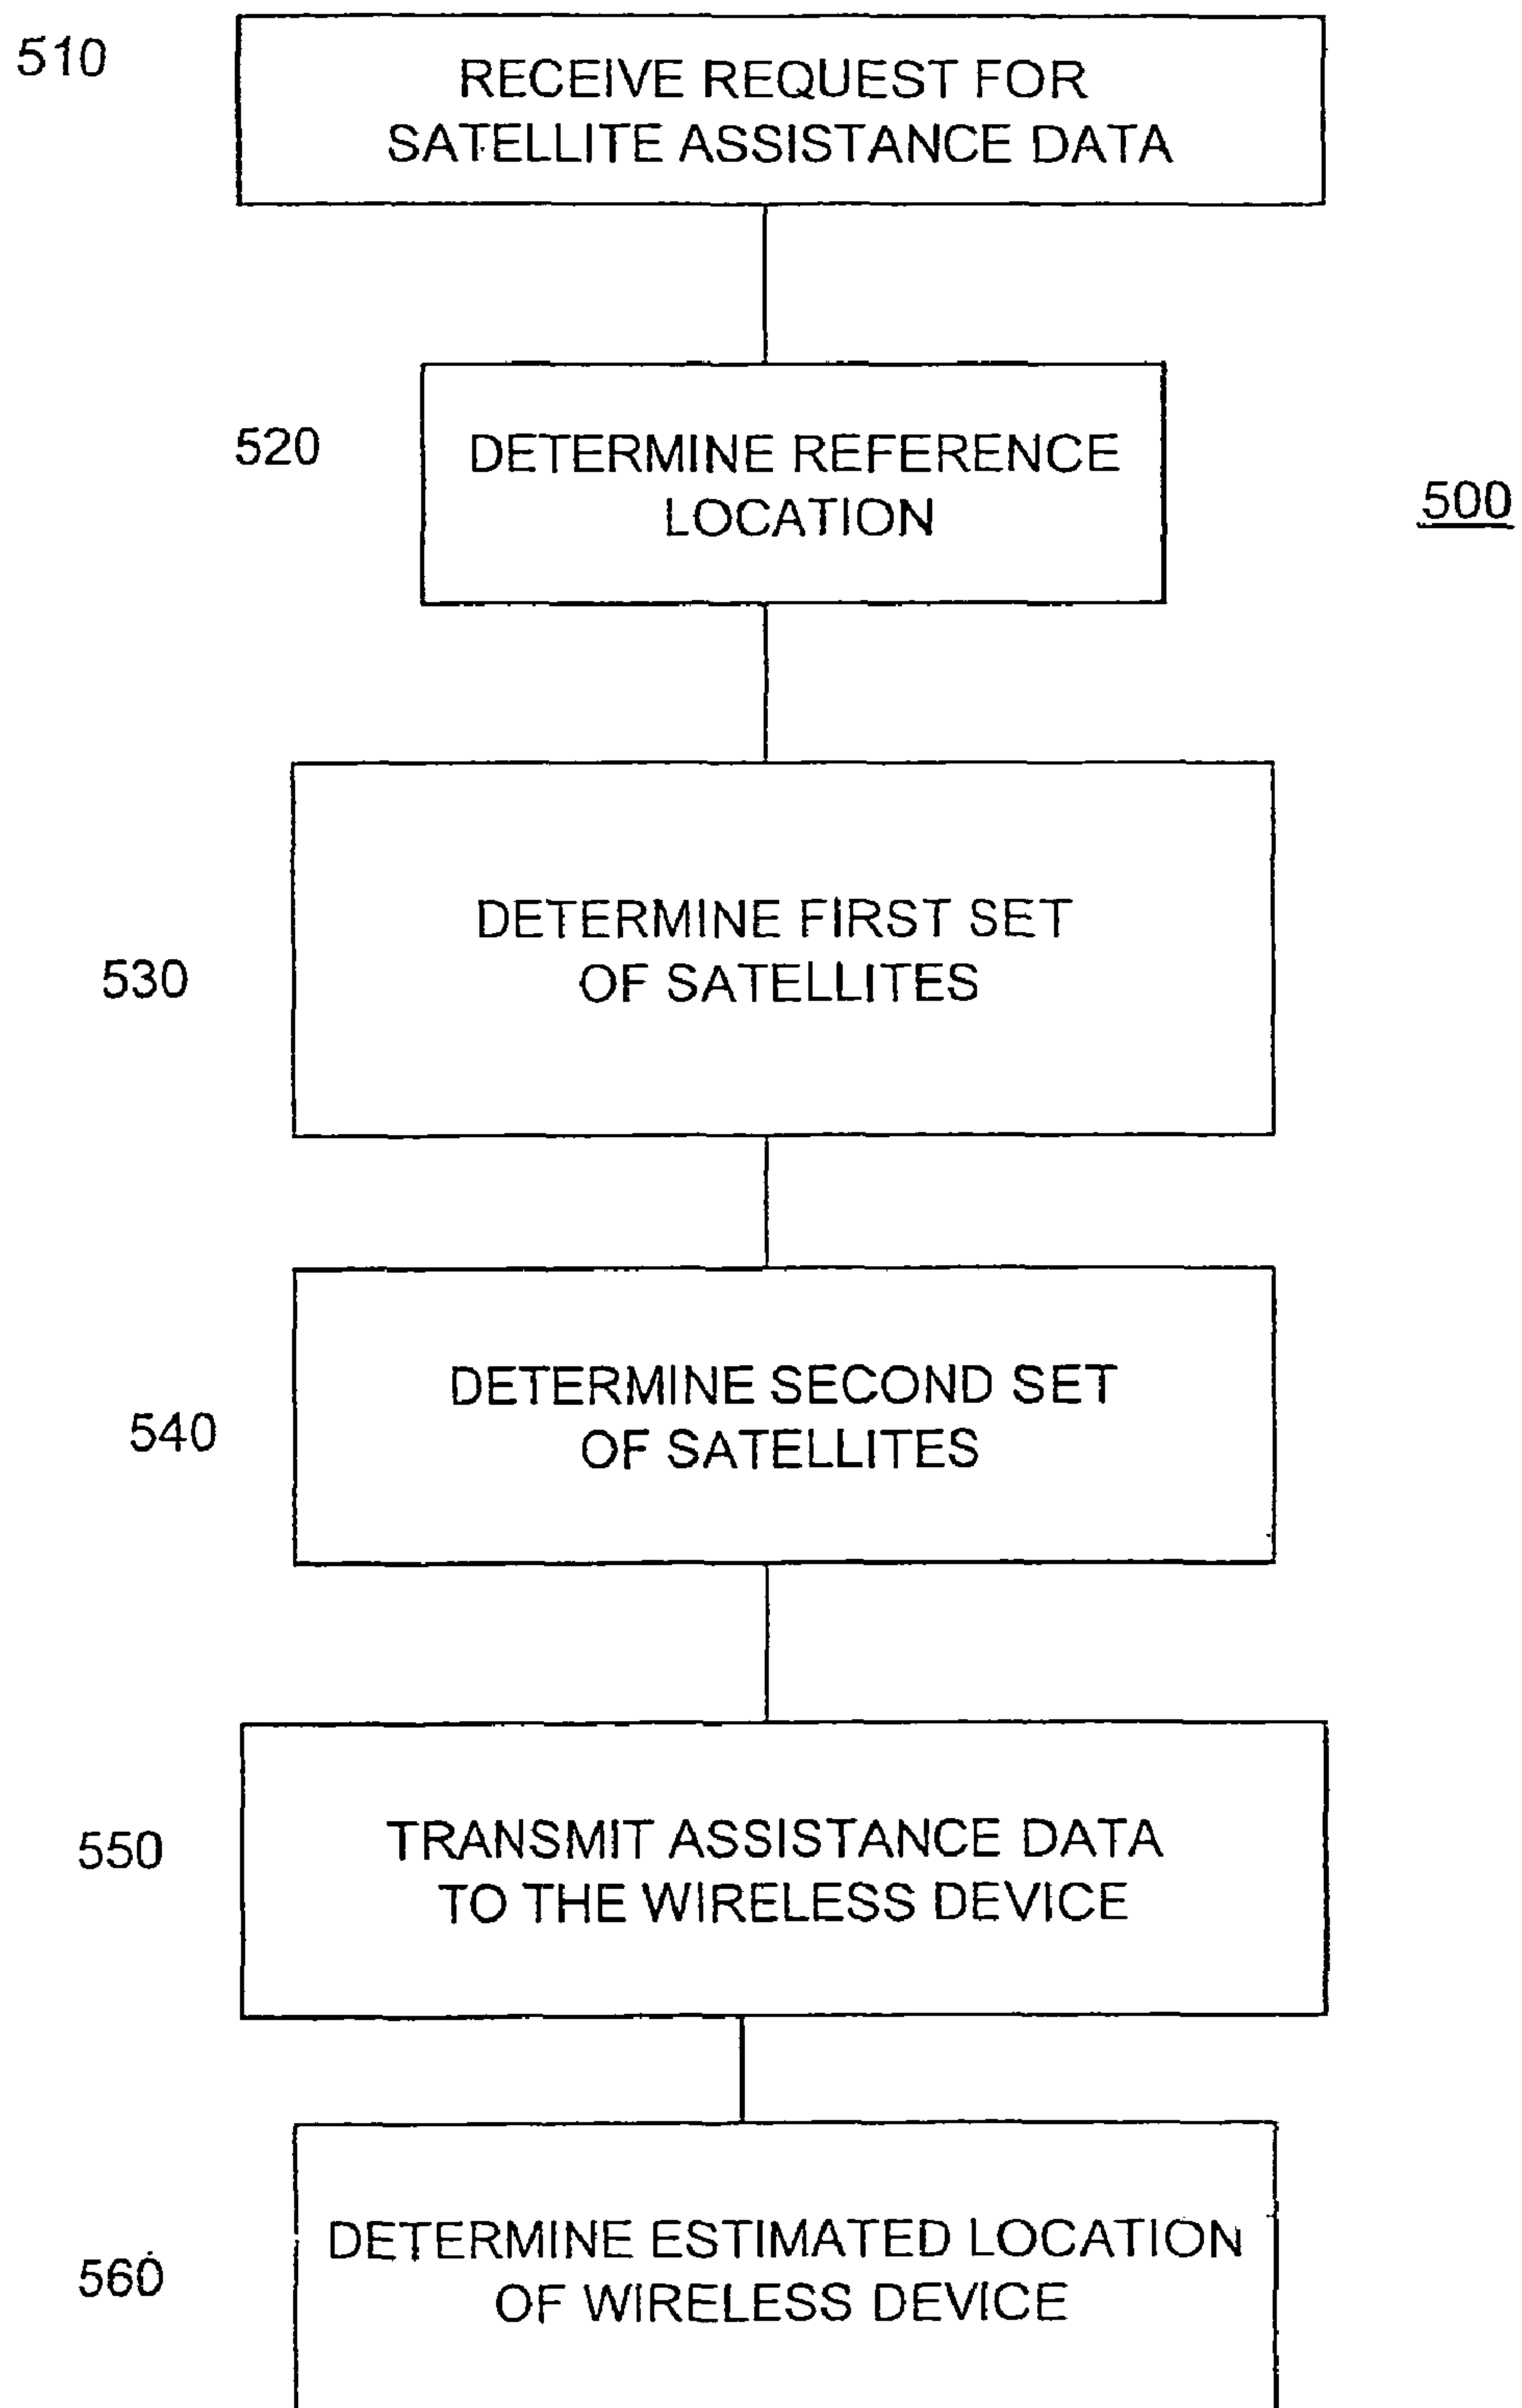 510
RECEIVE REQUEST FOR
SATELLITE ASSISTANCE DATA
520
DETERMINE REFERENCE
LOCATION
500
530
DETERMINE FIRST SET
OF SATELLITES
540
DETERMINE SECOND SET
OF SATELLITES
550
TRANSMIT ASSISTANCE DATA
TO THE WIRELESS DEVICE
560
DETERMINE ESTIMATED LOCATION
OF WIRELESS DEVICE